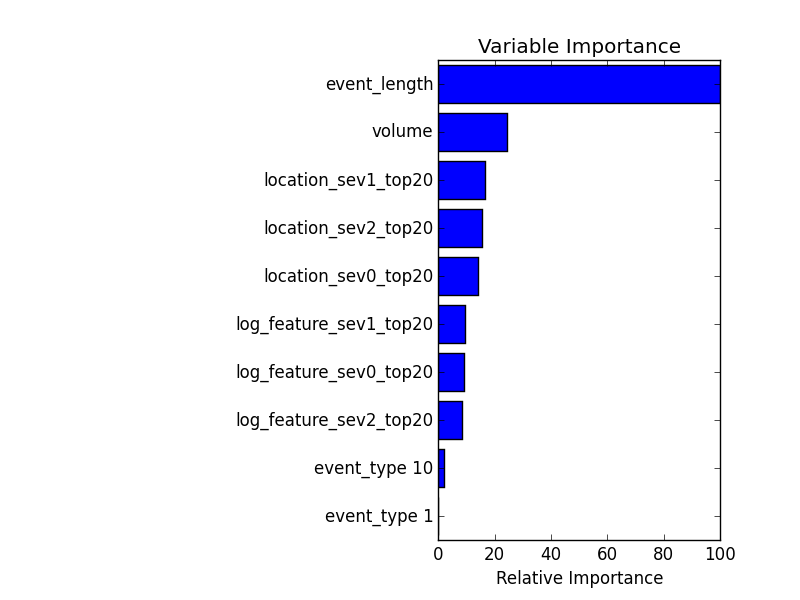 Variable Importance
event_length
volume
location_sev1_top20
location_sev2_top20
location_sev0_top20
log_feature_sev1_top20
log_feature_sev0_top20
log_feature_sev2_top20
event_type 10
event_type 1
0 20 40 60 80 100
Relative Importance